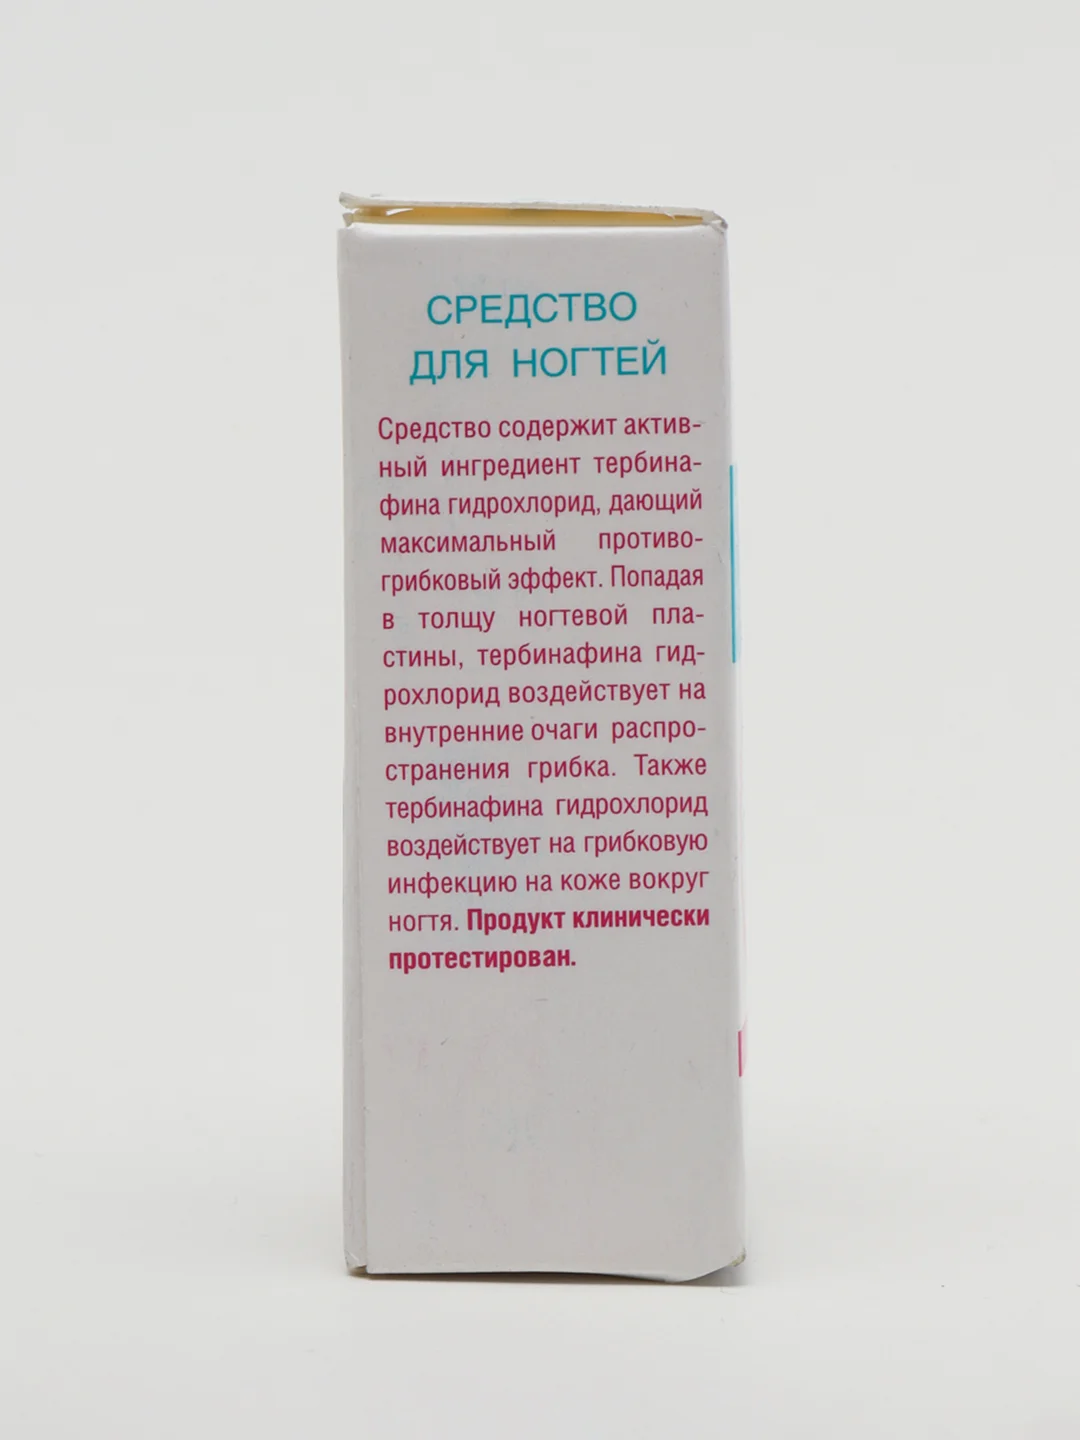 СРЕДСТВО
ДЛЯ НОГТЕЙ
Средство содержит актив-
ный ингредиент тербина-
фина гидрохлорид, дающий
максимальный противо-
грибковый эффект. Попадая
в толщу ногтевой пла-
стины, тербинафина гид-
рохлорид воздействует на
внутренние очаги распро-
странения грибка. Также
тербинафина гидрохлорид
воздействует на грибковую
инфекцию на коже вокруг
ногтя. Продукт клинически
протестирован.